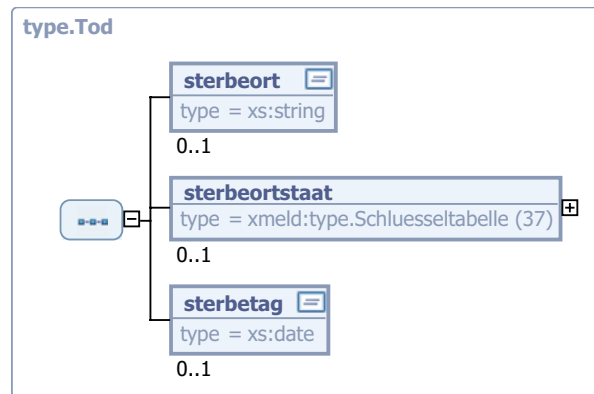 type.Tod
sterbeort
type = xs:string
0..1
sterbeortstaat
type = xmeld:type.Schluesseltabelle (37)
0..1
sterbetag
type = xs:date
0..1